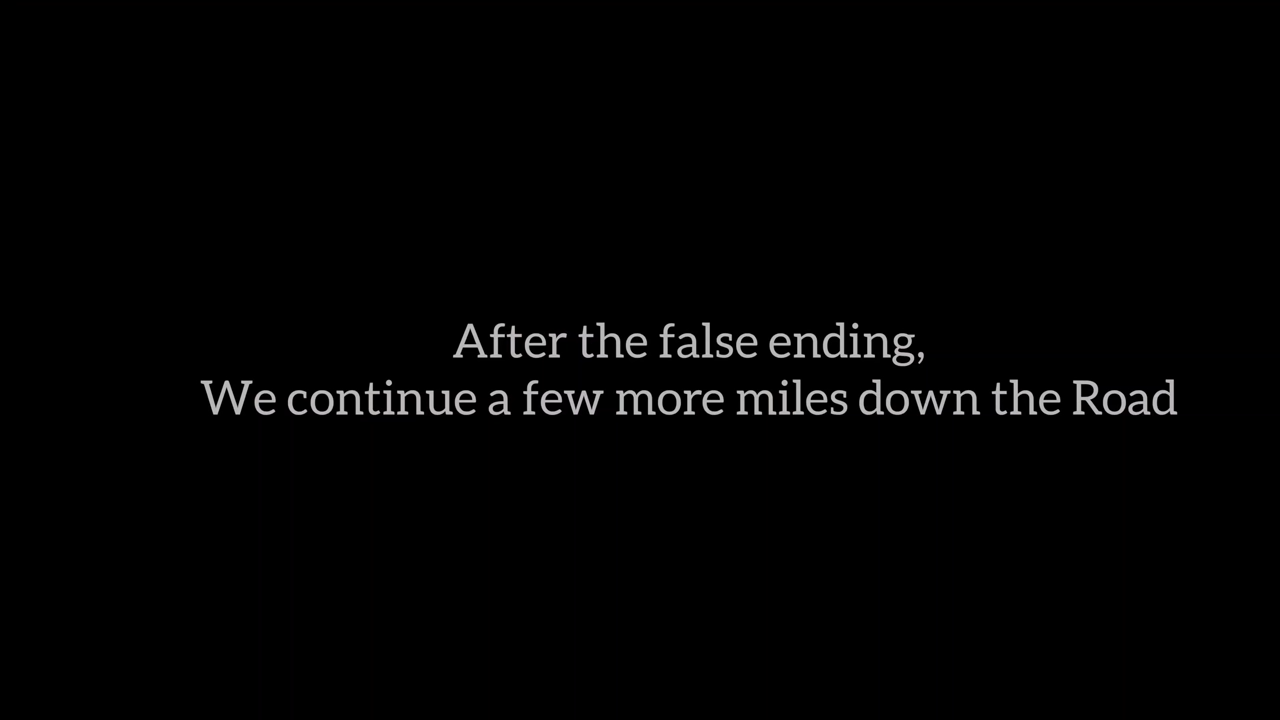 After the false ending,
We continue a few more miles down the Road